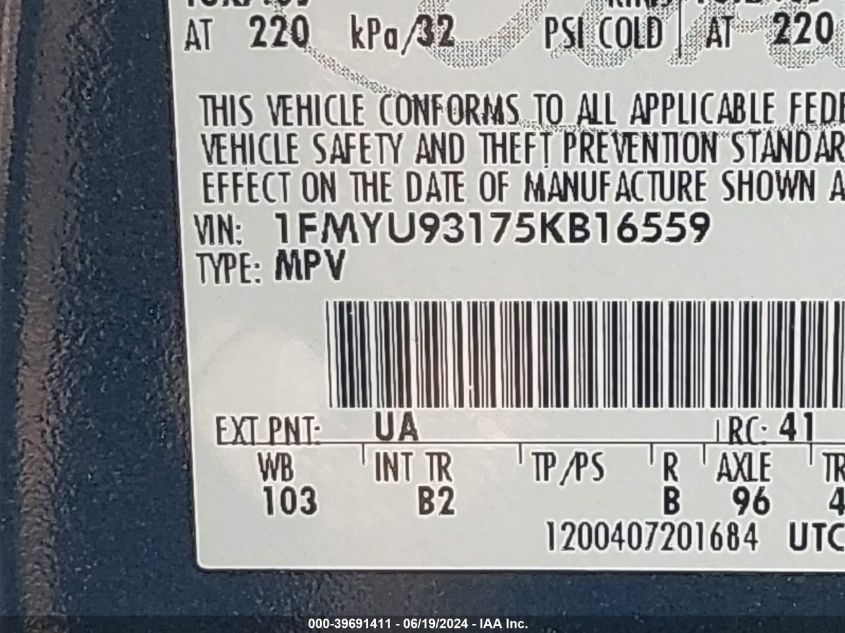 AT 220 kPa/32 PSI COLD AT 220
THIS VEHICLE CONFORMS TO ALL APPLICABLE FEDE
VEHICLE SAFETY AND THEFT PREVENTION STANDAR
EFFECT ON THE DATE OF MANUFACTURE SHOWN A
VIN: 1FMYU93175KB16559
TYPE: MPV
EXT PNT: UA RC: 41
WB INT TR TP/PS R AXLE TR
103 B2 B 96 4
1200407201684 UTC
000-39691411 - 06/19/2024 - IAA Inc.